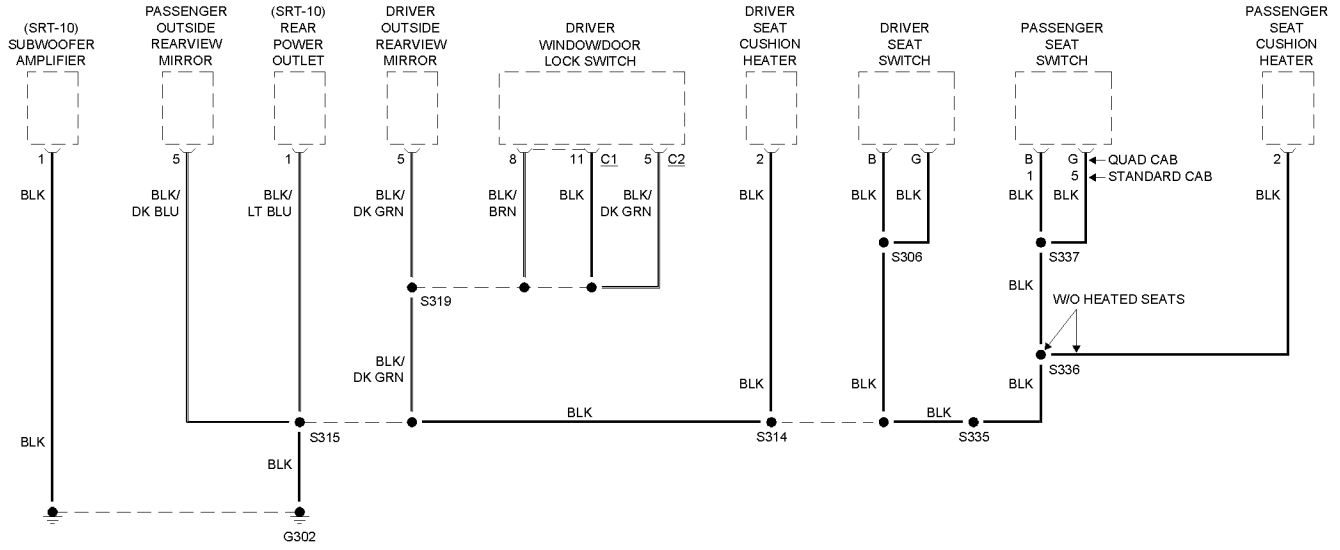 (SRT-10)
SUBWOOFER
AMPLIFIER
PASSENGER
OUTSIDE
REARVIEW
MIRROR
(SRT-10)
REAR
POWER
OUTLET
DRIVER
OUTSIDE
REARVIEW
MIRROR
DRIVER
WINDOW/DOOR
LOCK SWITCH
DRIVER
SEAT
CUSHION
HEATER
DRIVER
SEAT
SWITCH
PASSENGER
SEAT
SWITCH
PASSENGER
SEAT
CUSHION
HEATER
1
5
1
5
8
11
C1
5
C2
2
B
G
B
G
QUAD CAB
2
1
5
STANDARD CAB
BLK
BLK/
DK BLU
BLK/
LT BLU
BLK/
DK GRN
BLK/
BRN
BLK
BLK/
DK GRN
BLK
BLK
BLK
BLK
BLK
BLK
S306
S337
S319
BLK
W/O HEATED SEATS
BLK/
DK GRN
S336
BLK
BLK
BLK
BLK
BLK
S315
S314
S335
BLK
BLK
G302